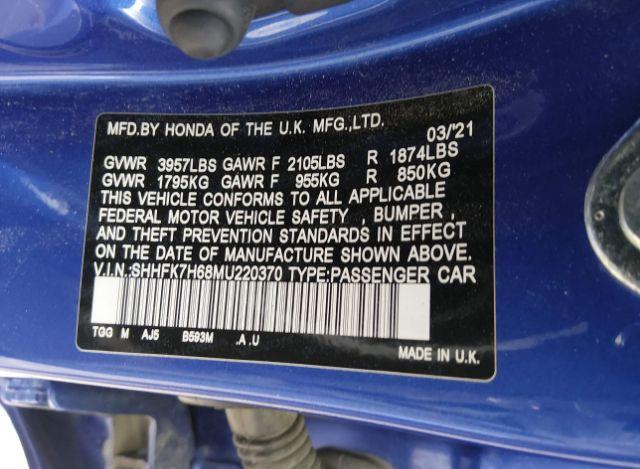 MFD.BY HONDA OF THE U.K. MFG.,LTD.
03/'21
GVWR 3957LBS GAWR F 2105LBS R 1874LBS
GVWR 1795KG GAWR F 955KG R 850KG
THIS VEHICLE CONFORMS TO ALL APPLICABLE
FEDERAL MOTOR VEHICLE SAFETY , BUMPER ,
AND THEFT PREVENTION STANDARDS IN EFFECT
ON THE DATE OF MANUFACTURE SHOWN ABOVE.
V.I.N.:SHHFK7H68MU220370 TYPE:PASSENGER CAR
TGG M AJ5 B593M .A .U
MADE IN U.K.